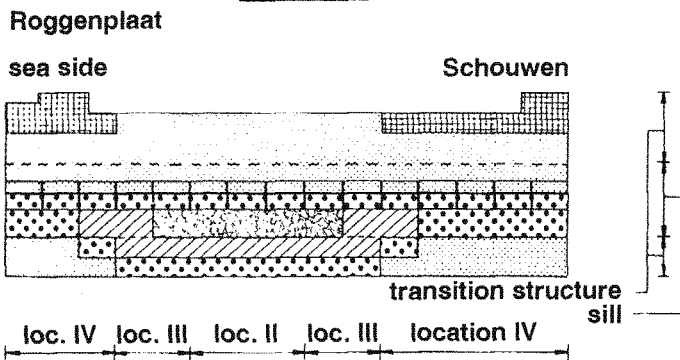 Roggenplaat
sea side Schouwen
transition structure
sill
loc. IV loc. III loc. II loc. III location IV